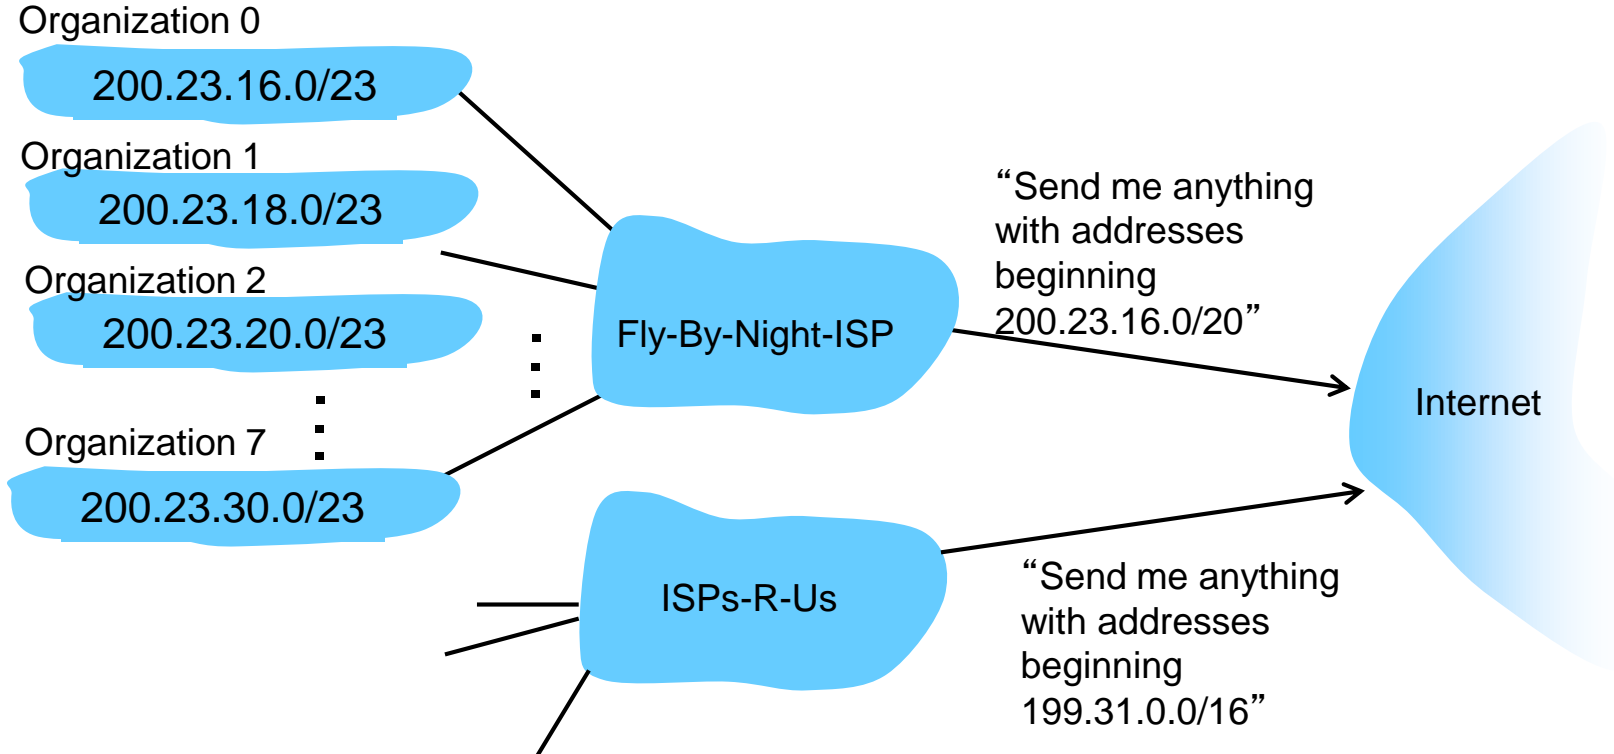 Organization 0
200.23.16.0/23
Organization 1
200.23.18.0/23
Organization 2
200.23.20.0/23
Organization 7
200.23.30.0/23
Fly-By-Night-ISP
“Send me anything
with addresses
beginning
200.23.16.0/20”
Internet
ISPs-R-Us
“Send me anything
with addresses
beginning
199.31.0.0/16”